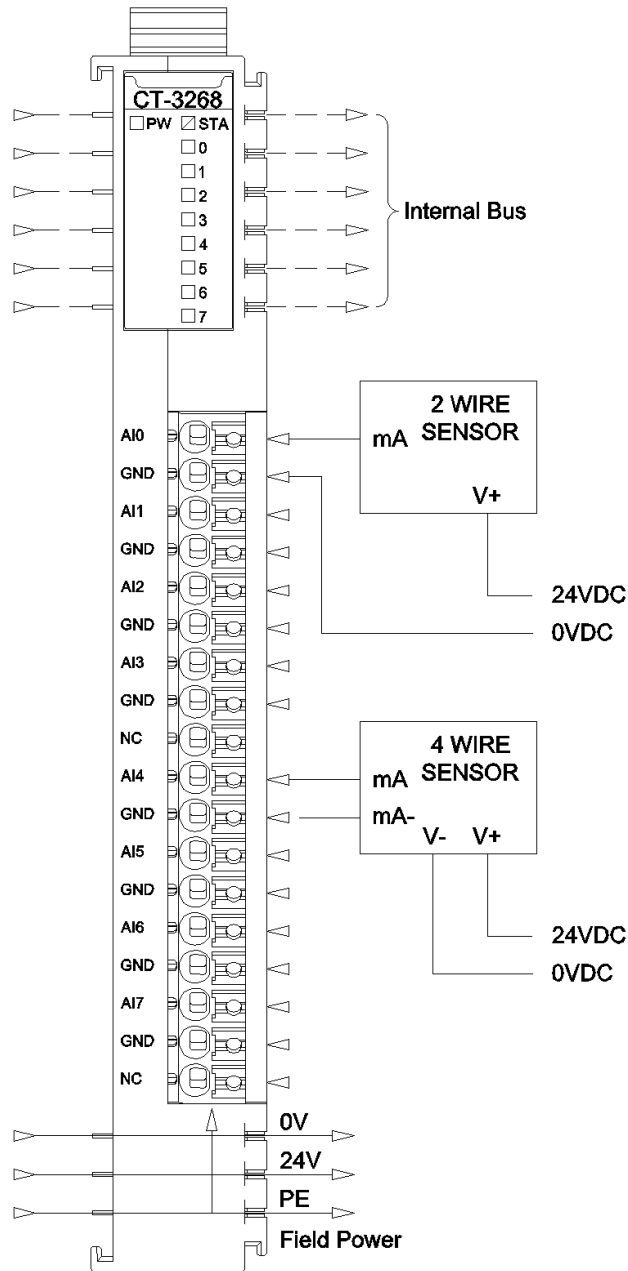 CT-3268
PW STA
0
1
2
3
4
5
6
7
Internal Bus
AI0
GND
AI1
GND
AI2
GND
AI3
GND
NC
AI4
GND
AI5
GND
AI6
GND
AI7
GND
NC
2 WIRE
mA SENSOR
V+
24VDC
0VDC
4 WIRE
mA SENSOR
mA-
V- V+
24VDC
0VDC
0V
24V
PE
Field Power